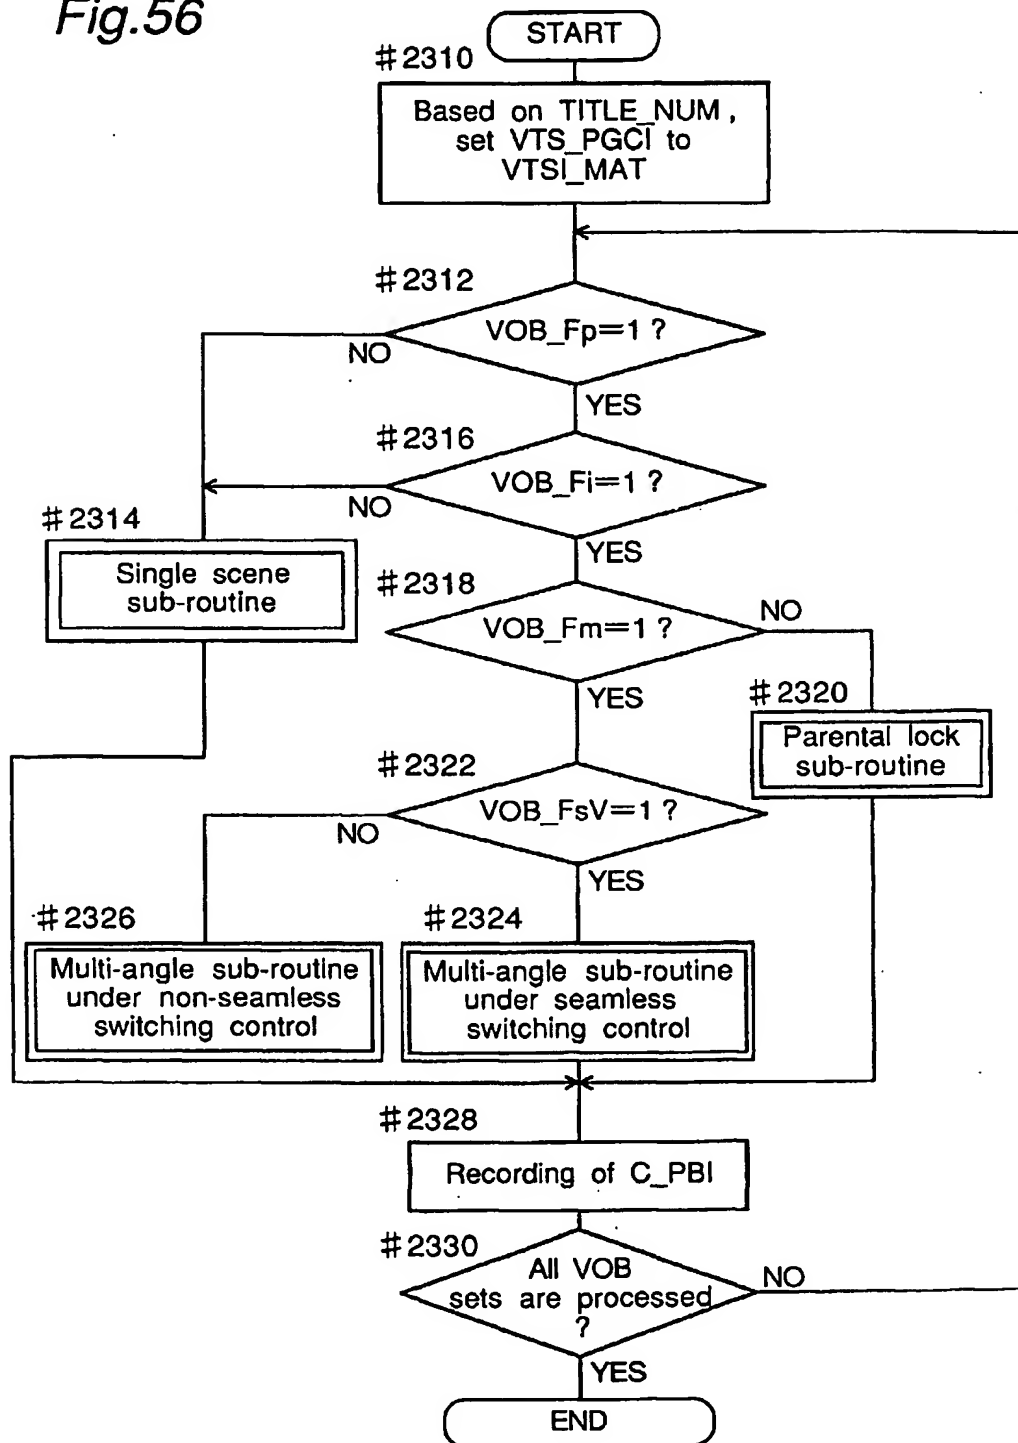 Fig.56
START
#2310
Based on TITLE_NUM,
set VTS_PGCI to
VTSI_MAT
#2312
VOB_Fp=1 ?
NO
YES
#2316
VOB_Fi=1 ?
NO
YES
#2314
Single scene
sub-routine
#2318
VOB_Fm=1 ?
NO
YES
#2320
Parental lock
sub-routine
#2322
VOB_FsV=1 ?
NO
YES
#2326
Multi-angle sub-routine
under non-seamless
switching control
#2324
Multi-angle sub-routine
under seamless
switching control
#2328
Recording of C_PBI
#2330
All VOB
sets are processed
?
NO
YES
END